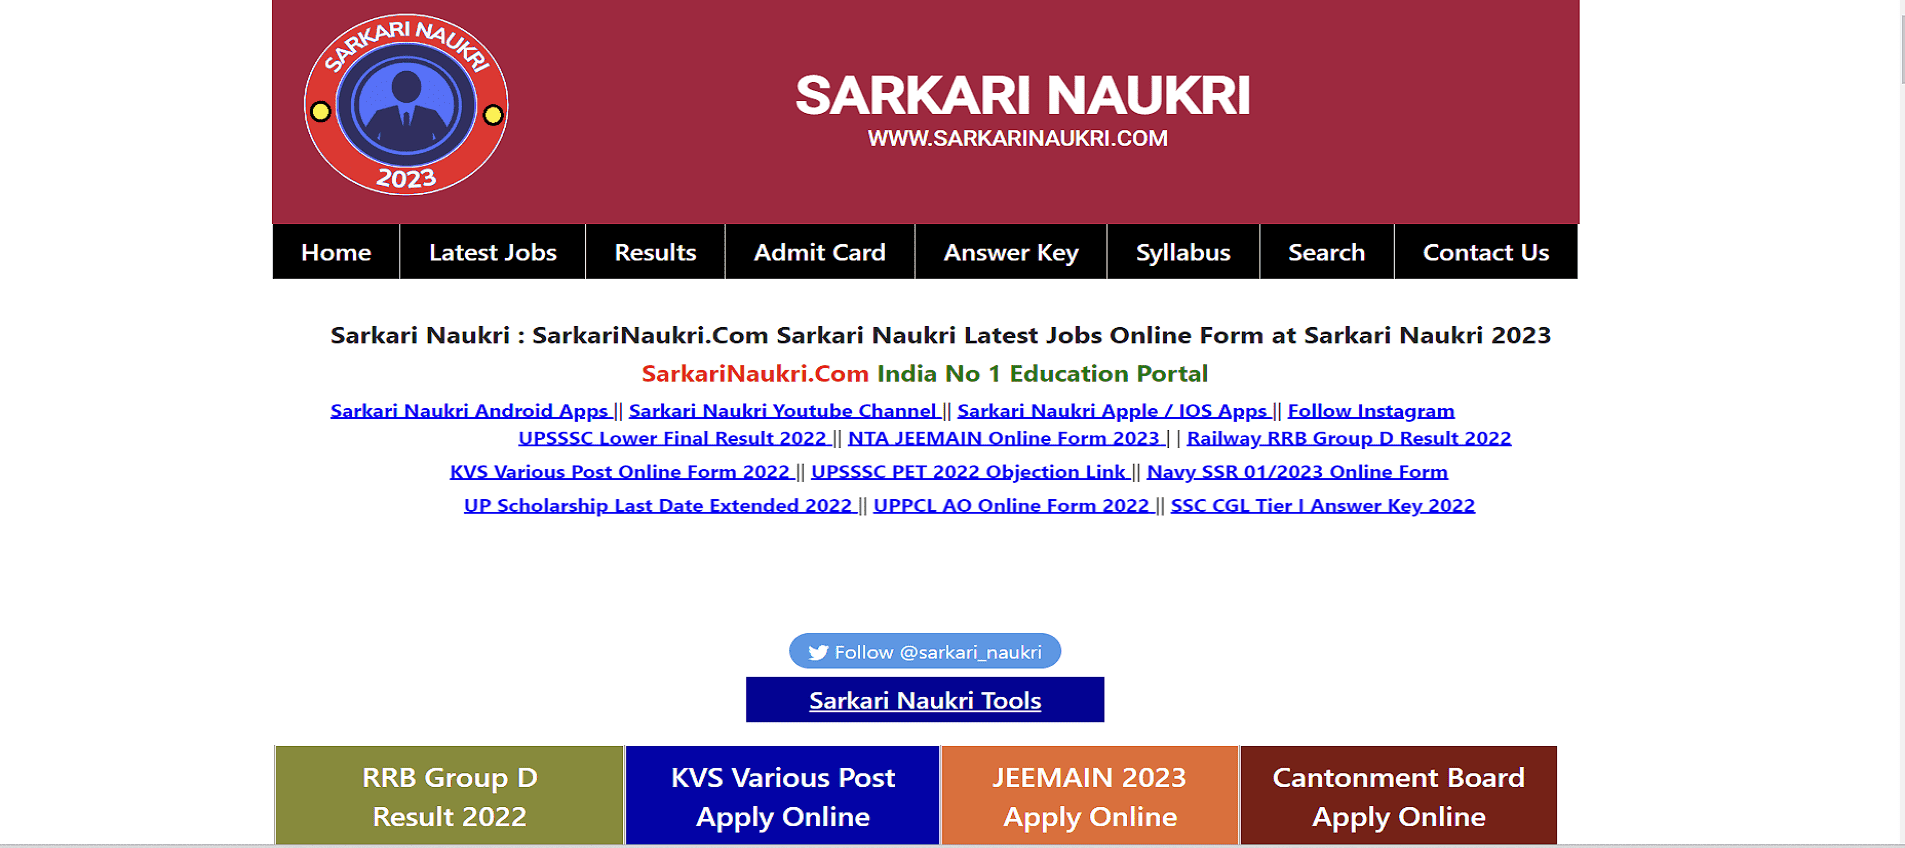 SARKARI NAUKRI
2023
SARKARI NAUKRI
WWW.SARKARINAUKRI.COM
Home Latest Jobs Results Admit Card Answer Key Syllabus Search Contact Us
Sarkari Naukri : SarkariNaukri.Com Sarkari Naukri Latest Jobs Online Form at Sarkari Naukri 2023
SarkariNaukri.Com India No 1 Education Portal
Sarkari Naukri Android Apps || Sarkari Naukri Youtube Channel || Sarkari Naukri Apple / IOS Apps || Follow Instagram
UPSSSC Lower Final Result 2022 || NTA JEEMAIN Online Form 2023 | | Railway RRB Group D Result 2022
KVS Various Post Online Form 2022 || UPSSSC PET 2022 Objection Link || Navy SSR 01/2023 Online Form
UP Scholarship Last Date Extended 2022 || UPPCL AO Online Form 2022 || SSC CGL Tier I Answer Key 2022
Follow @sarkari_naukri
Sarkari Naukri Tools
RRB Group D
Result 2022
KVS Various Post
Apply Online
JEEMAIN 2023
Apply Online
Cantonment Board
Apply Online